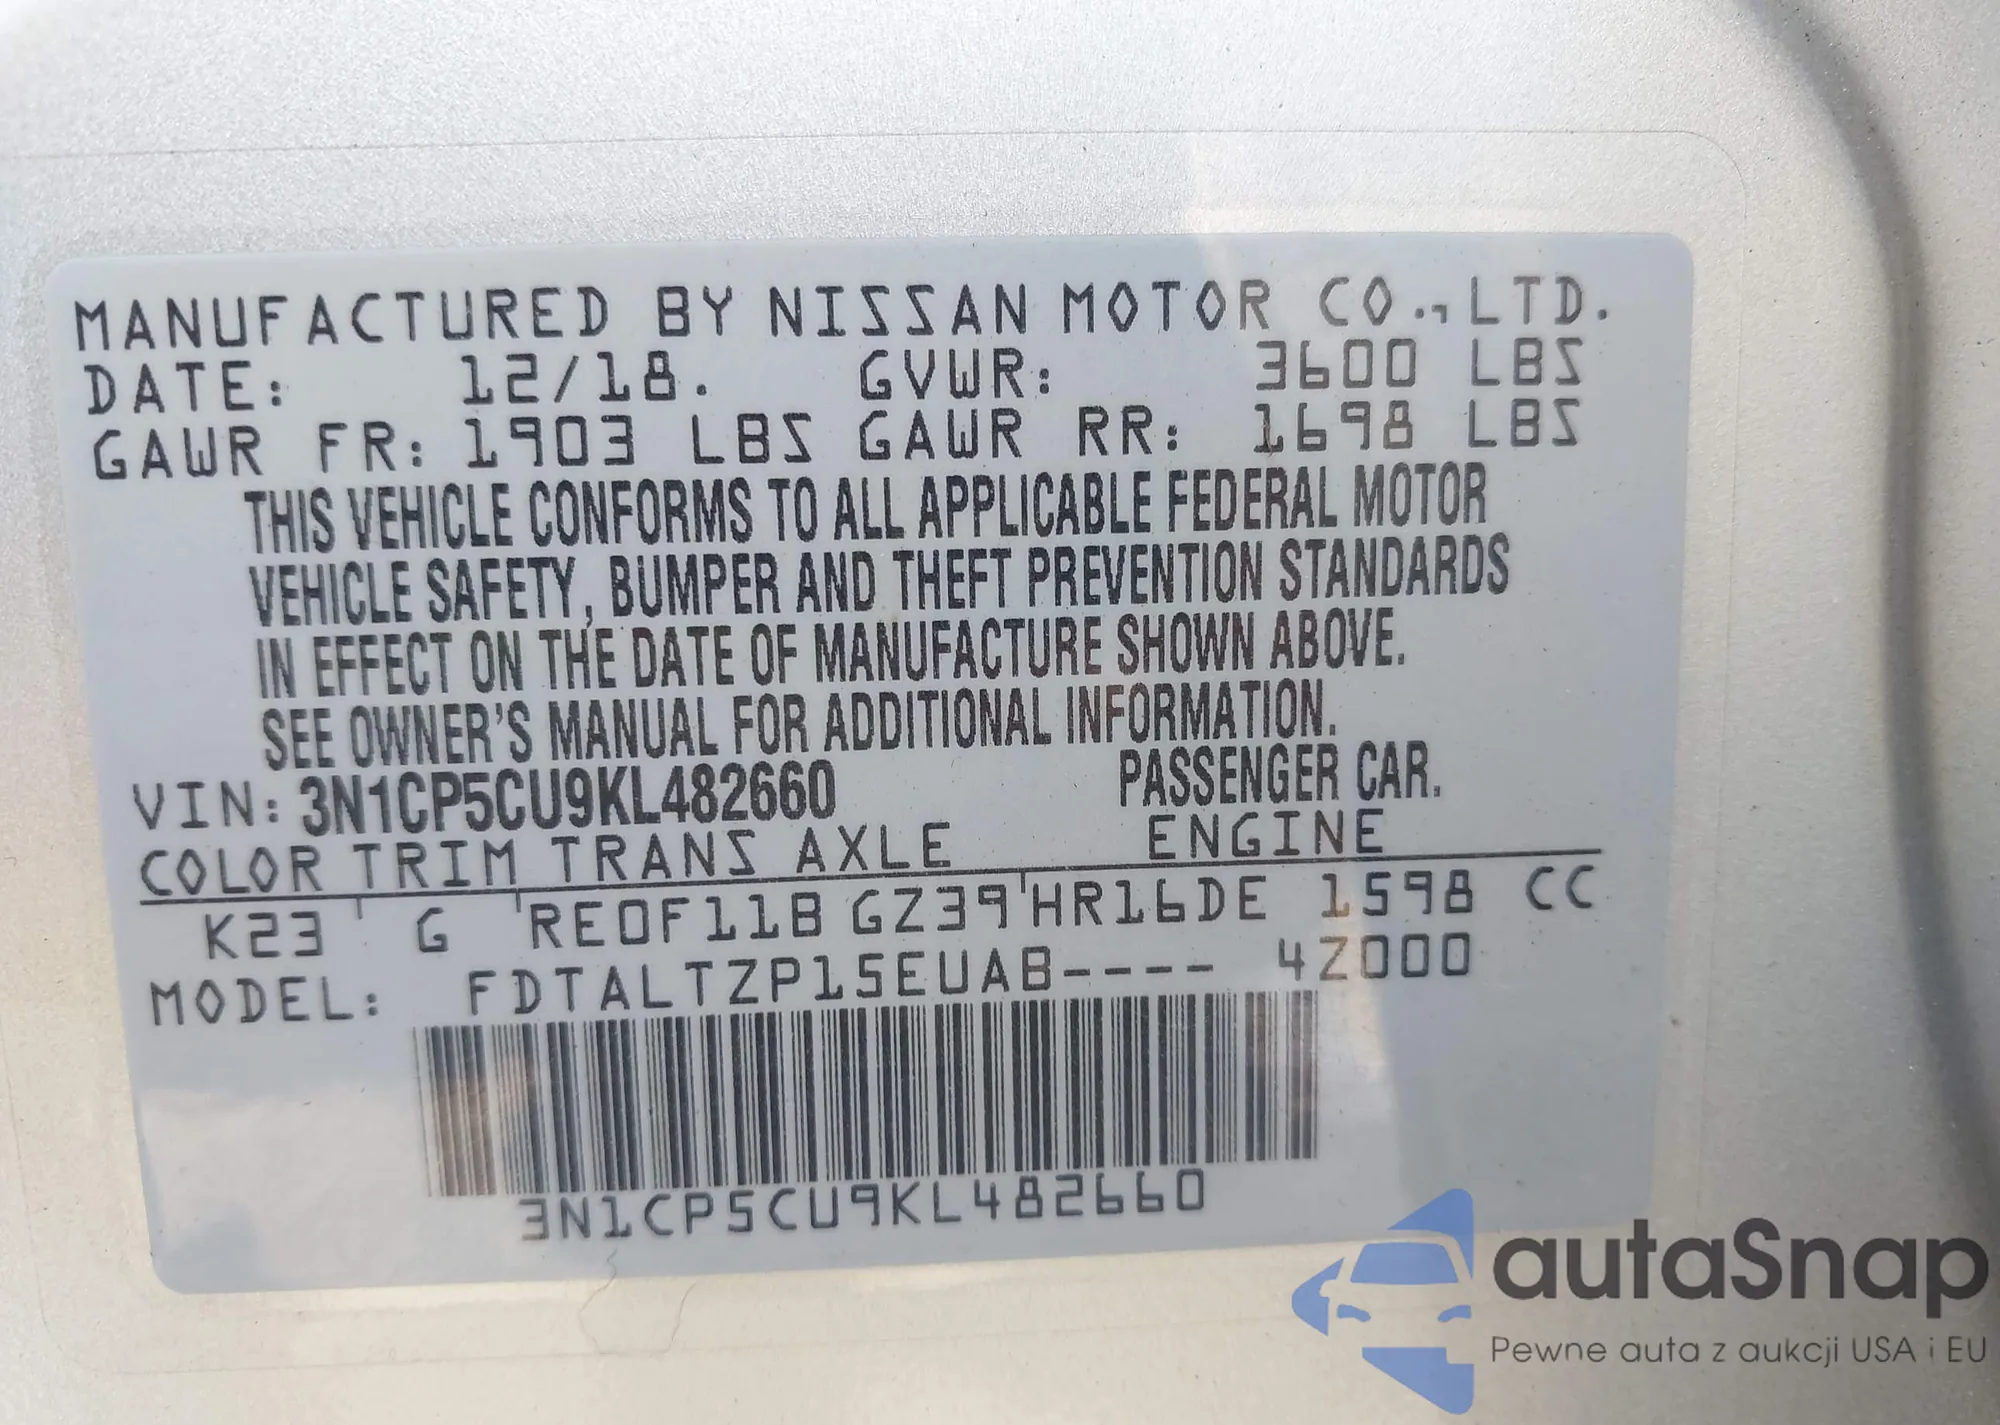 MANUFACTURED BY NISSAN MOTOR CO., LTD.
DATE: 12/18. GVWR: 3600 LBS
GAWR FR: 1903 LBS GAWR RR: 1698 LBS
THIS VEHICLE CONFORMS TO ALL APPLICABLE FEDERAL MOTOR
VEHICLE SAFETY, BUMPER AND THEFT PREVENTION STANDARDS
IN EFFECT ON THE DATE OF MANUFACTURE SHOWN ABOVE.
SEE OWNER'S MANUAL FOR ADDITIONAL INFORMATION.
VIN: 3N1CP5CU9KL482660 PASSENGER CAR.
COLOR TRIM TRANS AXLE ENGINE
K23 G RE0F11B GZ39 HR16DE 1598 CC
MODEL: FDTALTZP15EUAB---- 4Z000
3N1CP5CU9KL482660
autaSnap
Pewne auta z aukcji USA i EU